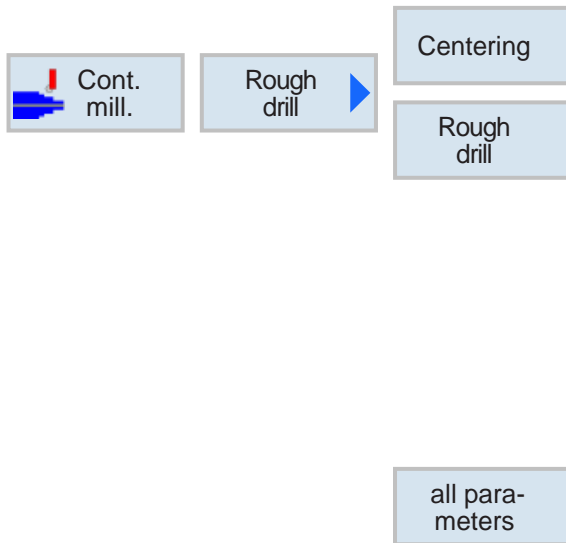 Centering
Cont.
mill.
Rough
drill
Rough
drill
all para-
meters